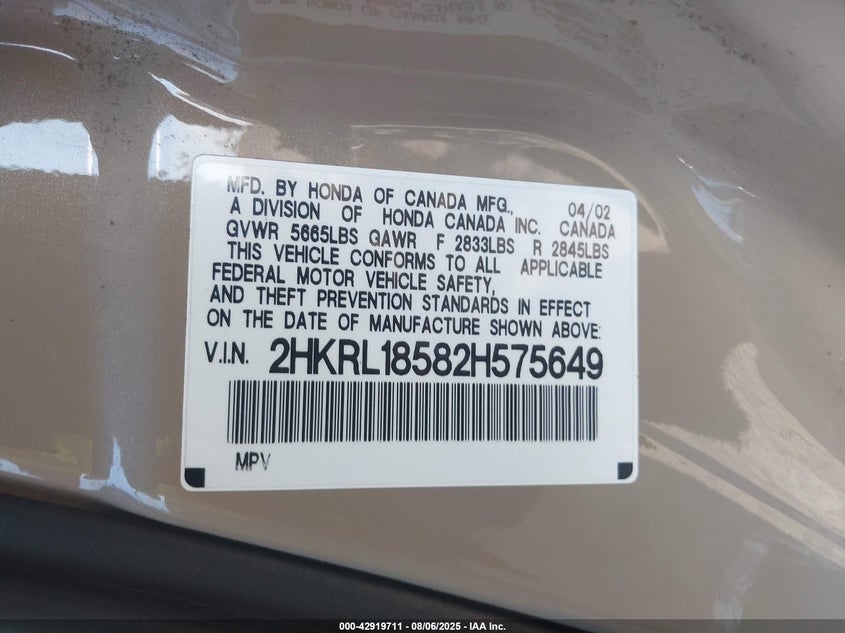 MFD. BY HONDA OF CANADA MFG., 04/02
A DIVISION OF HONDA CANADA INC. CANADA
GVWR 5665LBS GAWR F 2833LBS R 2845LBS
THIS VEHICLE CONFORMS TO ALL APPLICABLE
FEDERAL MOTOR VEHICLE SAFETY,
AND THEFT PREVENTION STANDARDS IN EFFECT
ON THE DATE OF MANUFACTURE SHOWN ABOVE:
V.I.N. 2HKRL18582H575649
MPV
000-42919711 - 08/06/2025 - IAA Inc.